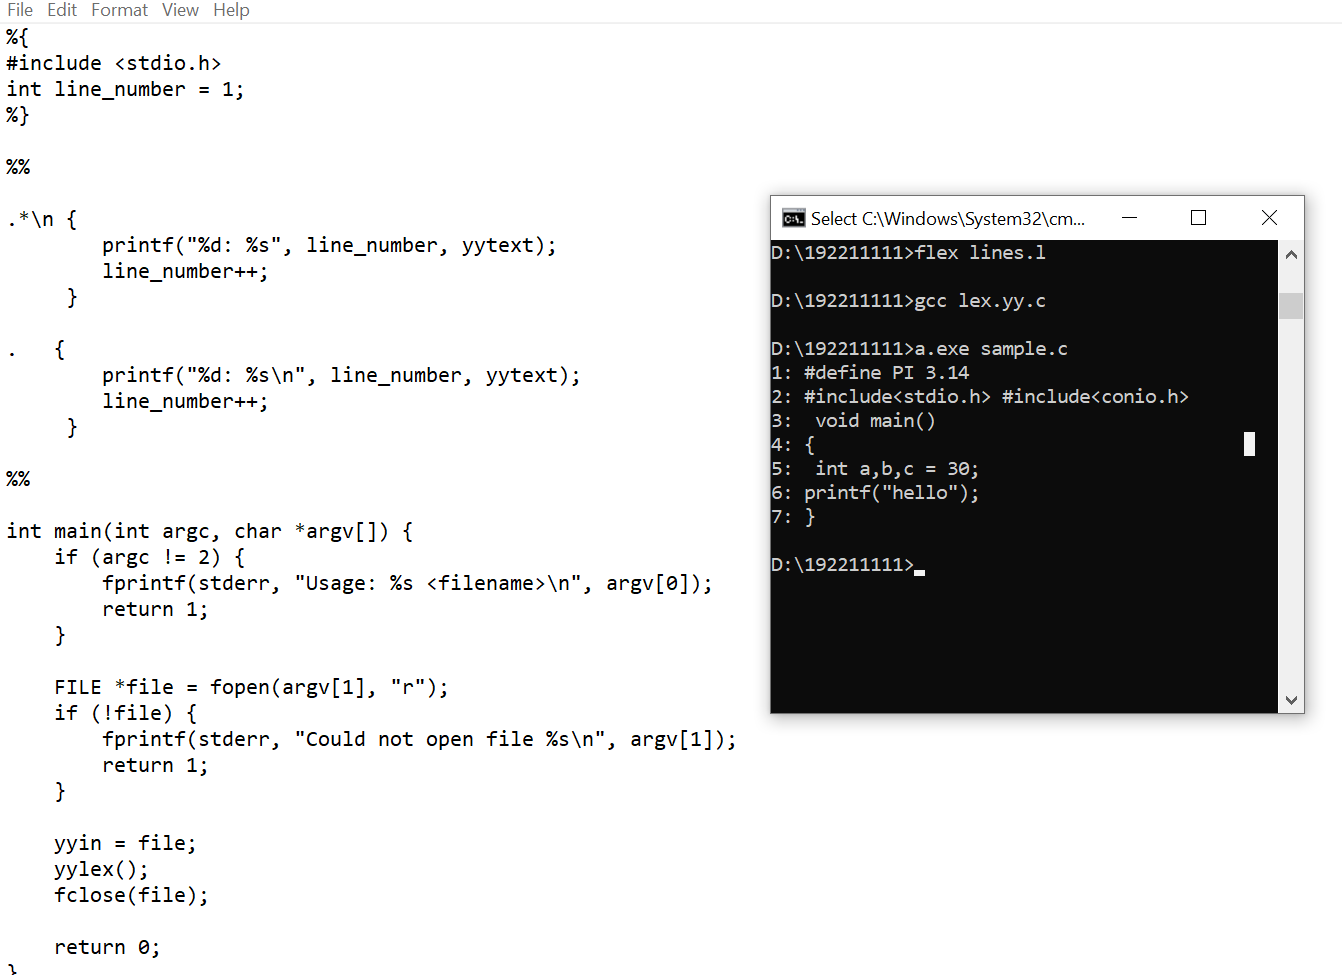 File Edit Format View Help
%{
#include <stdio.h>
int line_number = 1;
%}
%%
.*\n {
        printf("%d: %s", line_number, yytext);
        line_number++;
     }
.   {
        printf("%d: %s\n", line_number, yytext);
        line_number++;
     }
%%
int main(int argc, char *argv[]) {
    if (argc != 2) {
        fprintf(stderr, "Usage: %s <filename>\n", argv[0]);
        return 1;
    }
    FILE *file = fopen(argv[1], "r");
    if (!file) {
        fprintf(stderr, "Could not open file %s\n", argv[1]);
        return 1;
    }
    yyin = file;
    yylex();
    fclose(file);
    return 0;
}
Select C:\Windows\System32\cm...
D:\192211111>flex lines.l
D:\192211111>gcc lex.yy.c
D:\192211111>a.exe sample.c
1: #define PI 3.14
2: #include<stdio.h> #include<conio.h>
3:  void main()
4: {
5:  int a,b,c = 30;
6: printf("hello");
7: }
D:\192211111>